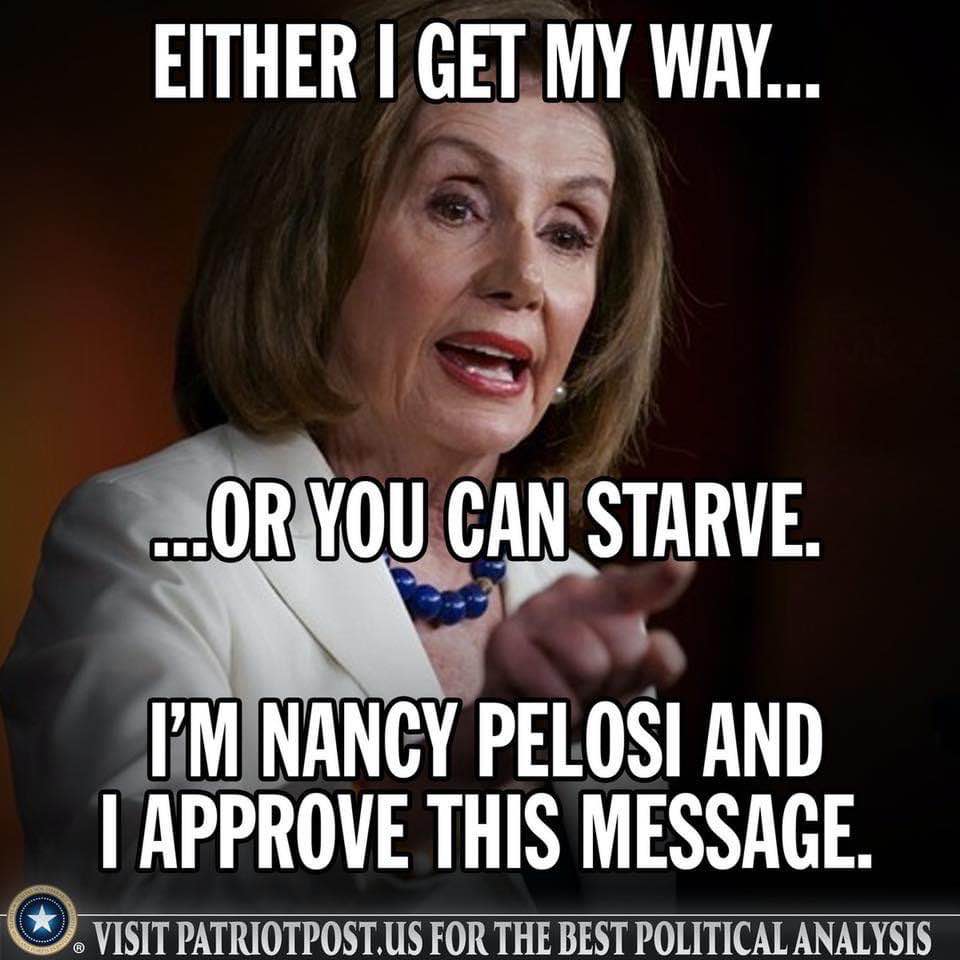 EITHER I GET MY WAY...
...OR YOU CAN STARVE.
I'M NANCY PELOSI AND
I APPROVE THIS MESSAGE.
® VISIT PATRIOTPOST.US FOR THE BEST POLITICAL ANALYSIS